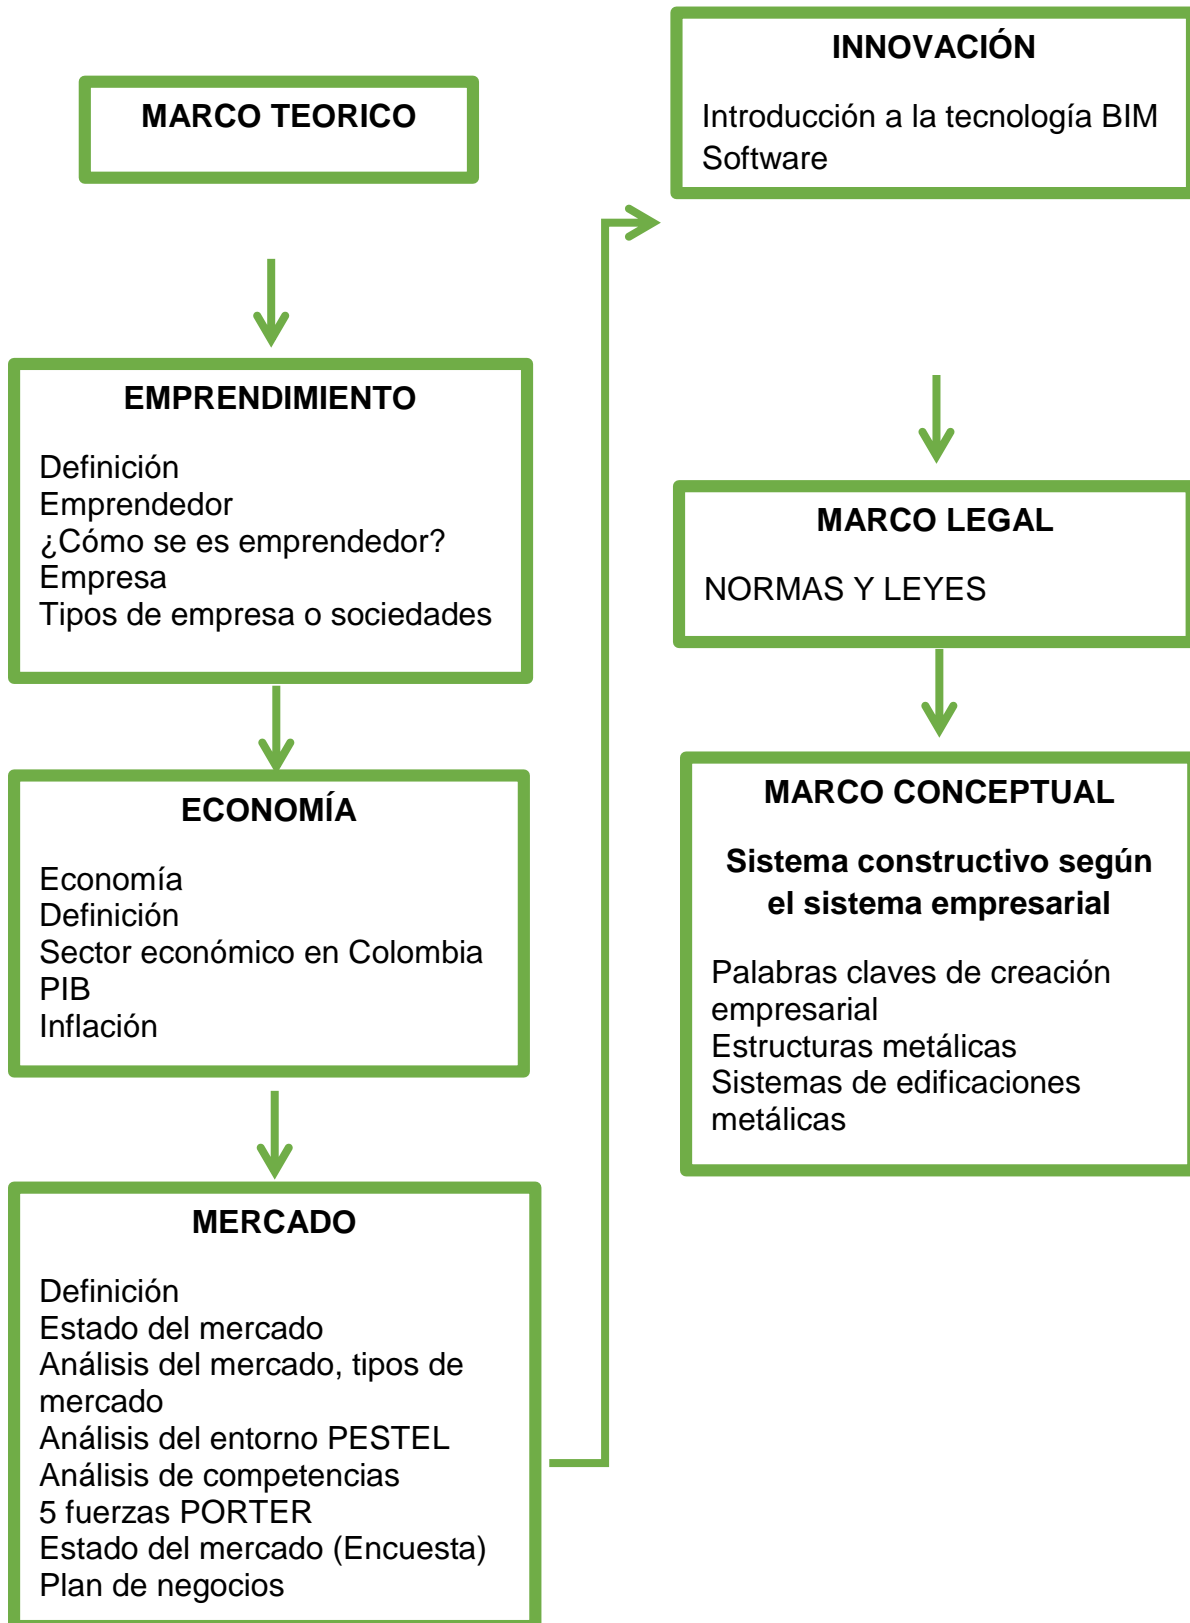 MARCO TEORICO
EMPRENDIMIENTO
Definición
Emprendedor
¿Cómo se es emprendedor?
Empresa
Tipos de empresa o sociedades
ECONOMÍA
Economía
Definición
Sector económico en Colombia
PIB
Inflación
MERCADO
Definición
Estado del mercado
Análisis del mercado, tipos de
mercado
Análisis del entorno PESTEL
Análisis de competencias
5 fuerzas PORTER
Estado del mercado (Encuesta)
Plan de negocios
INNOVACIÓN
Introducción a la tecnología BIM
Software
MARCO LEGAL
NORMAS Y LEYES
MARCO CONCEPTUAL
Sistema constructivo según
el sistema empresarial
Palabras claves de creación
empresarial
Estructuras metálicas
Sistemas de edificaciones
metálicas